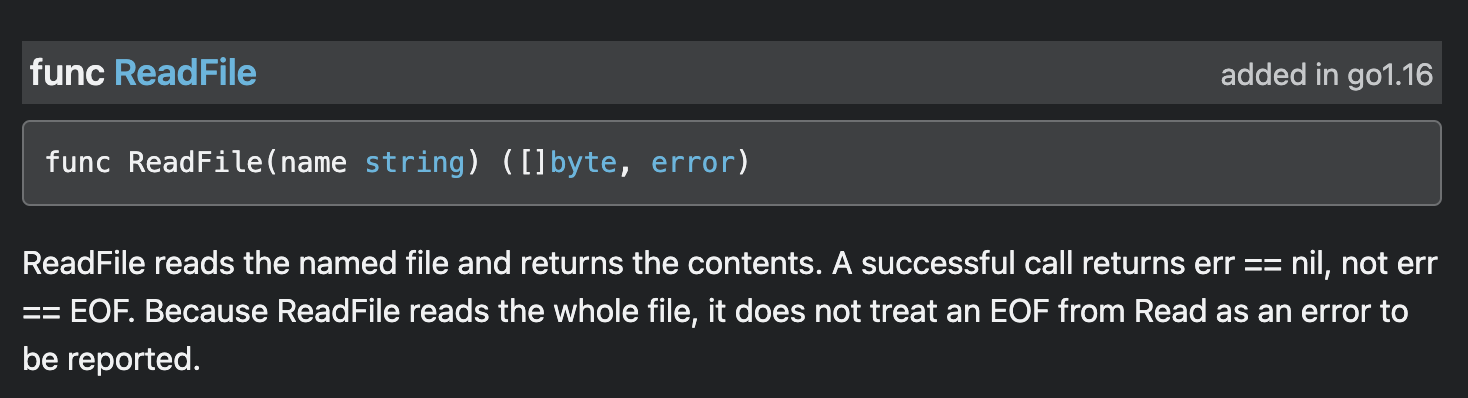 func ReadFile added in go1.16
func ReadFile(name string) ([]byte, error)
ReadFile reads the named file and returns the contents. A successful call returns err == nil, not err
== EOF. Because ReadFile reads the whole file, it does not treat an EOF from Read as an error to
be reported.